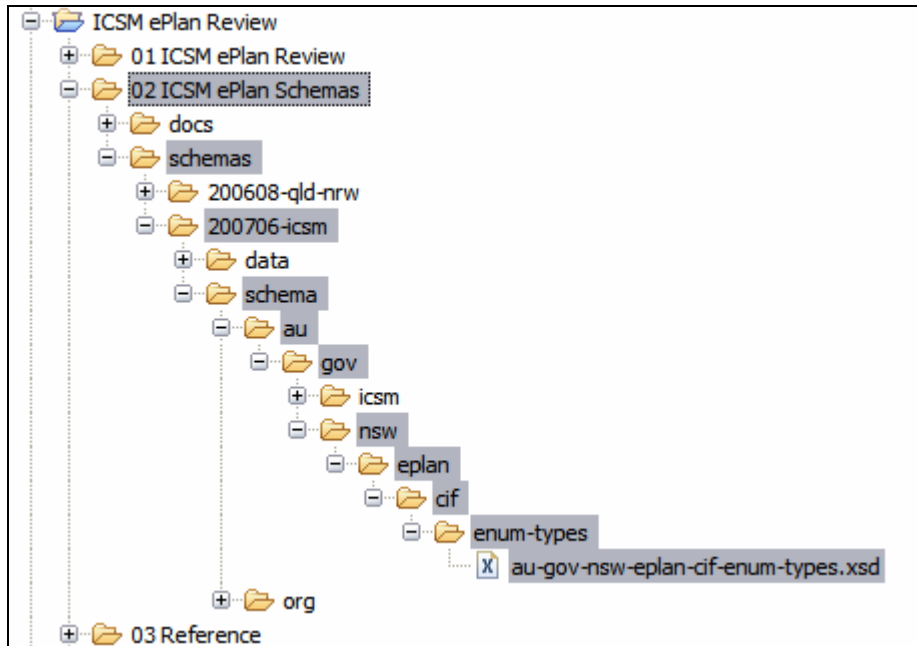 ICSM ePlan Review
01 ICSM ePlan Review
02 ICSM ePlan Schemas
docs
schemas
200608-qld-nrw
200706-icsm
data
schema
au
gov
icsm
nsw
eplan
cif
enum-types
au-gov-nsw-eplan-cif-enum-types.xsd
org
03 Reference